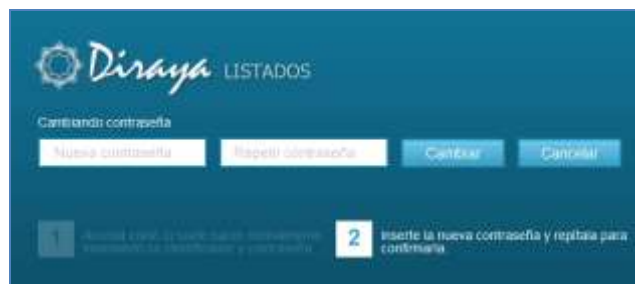 Diraya LISTADOS
Cambiando contraseña
Nueva contraseña Repetir contraseña Cambiar Cancelar
1
2 Inserte la nueva contraseña y repítala para
confirmarla